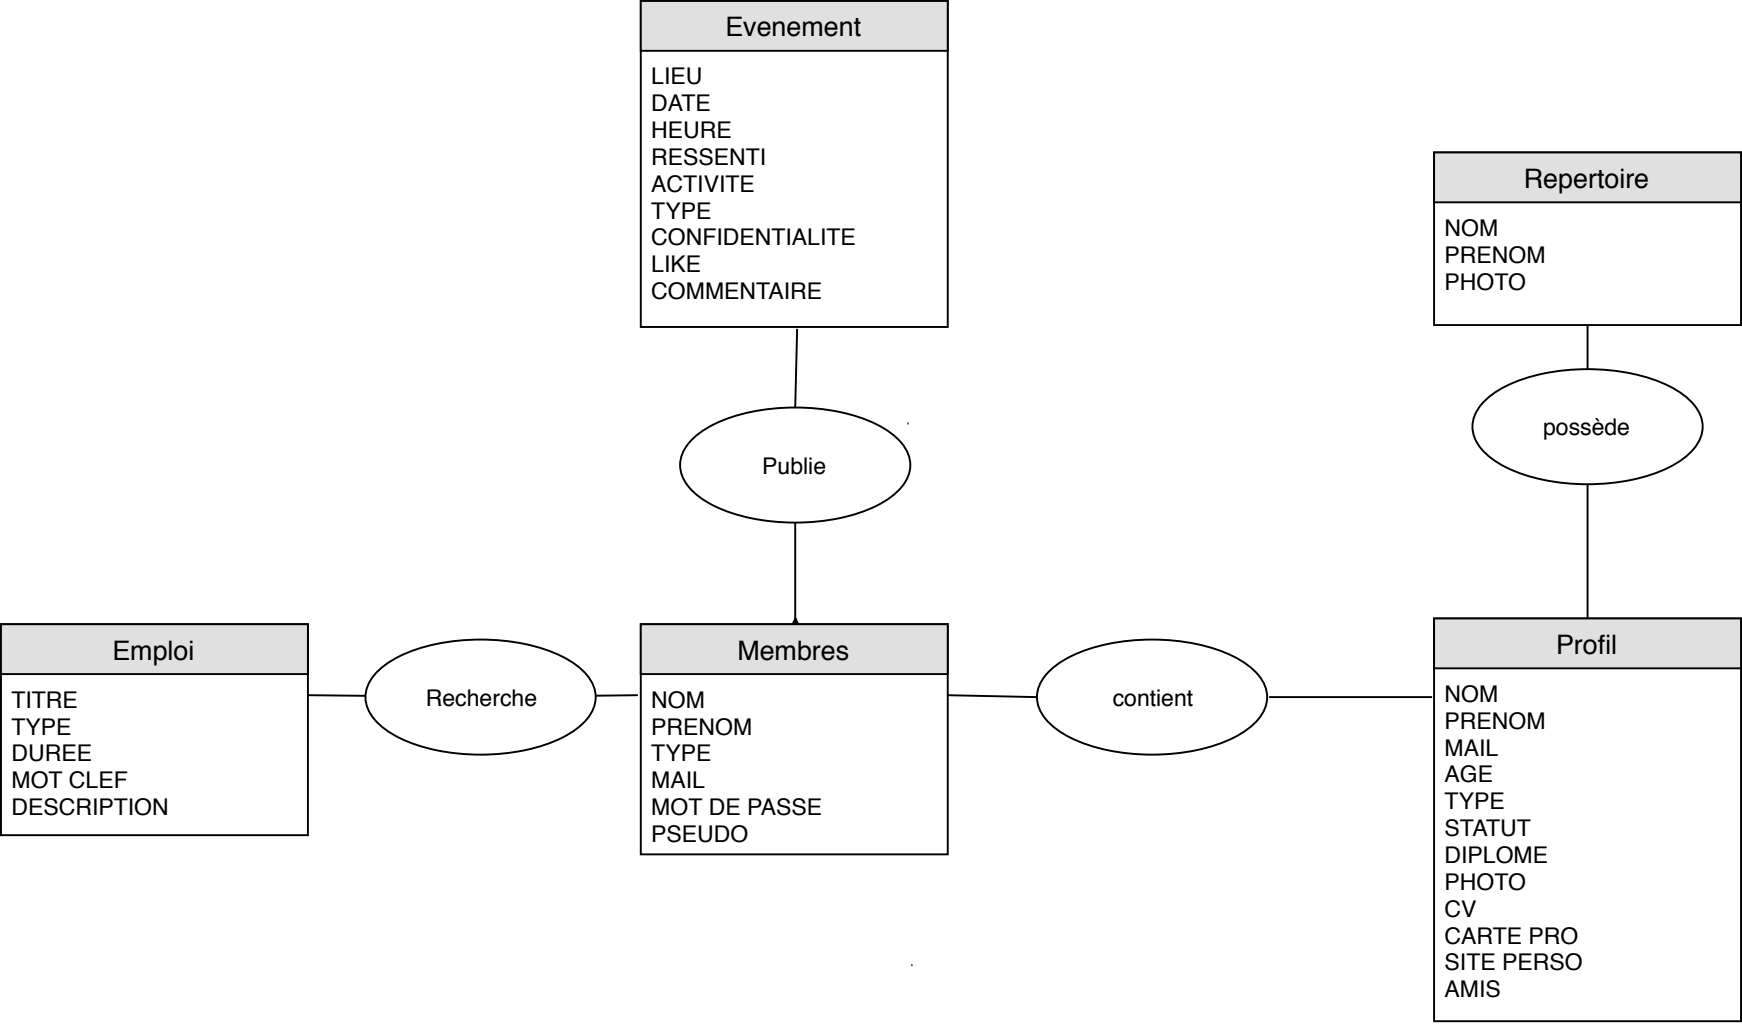 Evenement
LIEU
DATE
HEURE
RESSENTI
ACTIVITE
TYPE
CONFIDENTIALITE
LIKE
COMMENTAIRE
Repertoire
NOM
PRENOM
PHOTO
possède
Publie
Emploi
TITRE
TYPE
DUREE
MOT CLEF
DESCRIPTION
Recherche
Membres
NOM
PRENOM
TYPE
MAIL
MOT DE PASSE
PSEUDO
contient
Profil
NOM
PRENOM
MAIL
AGE
TYPE
STATUT
DIPLOME
PHOTO
CV
CARTE PRO
SITE PERSO
AMIS